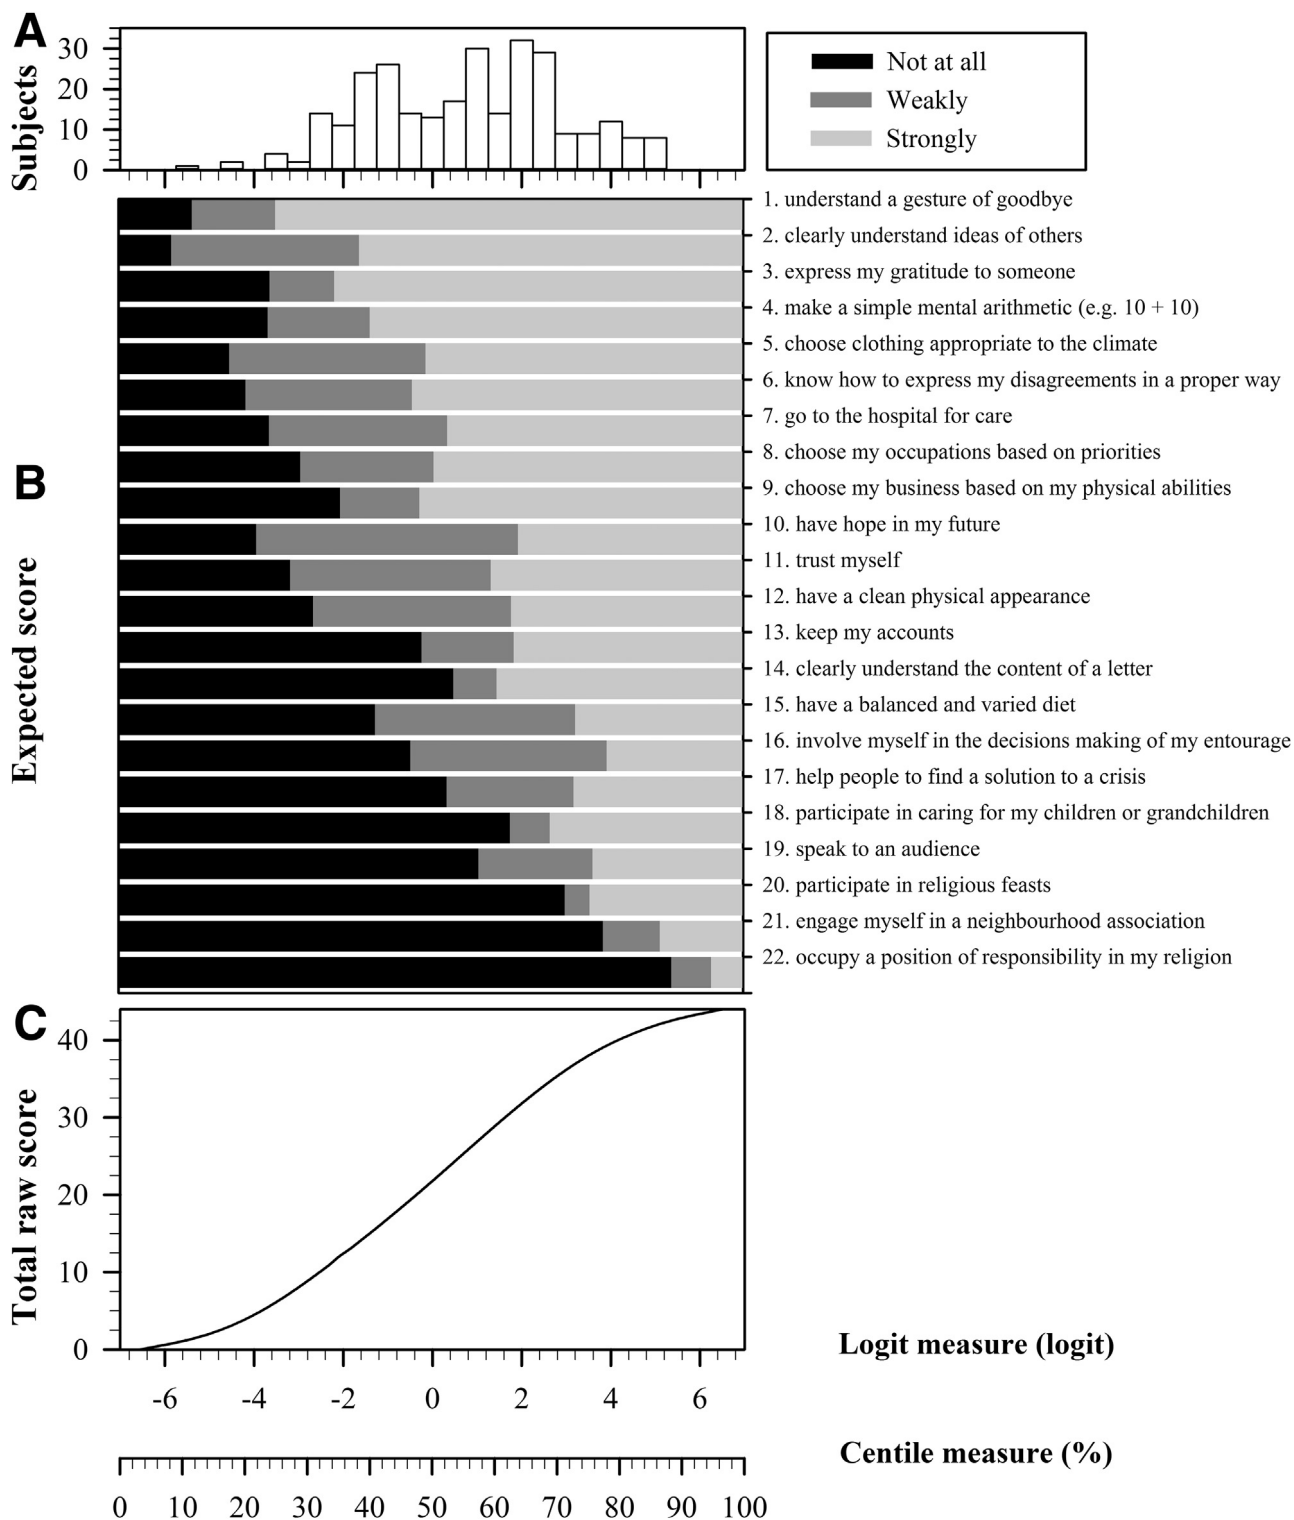 A
Subjects
30
20
10
0
Not at all
Weakly
Strongly
B
Expected score
1. understand a gesture of goodbye
2. clearly understand ideas of others
3. express my gratitude to someone
4. make a simple mental arithmetic (e.g. 10 + 10)
5. choose clothing appropriate to the climate
6. know how to express my disagreements in a proper way
7. go to the hospital for care
8. choose my occupations based on priorities
9. choose my business based on my physical abilities
10. have hope in my future
11. trust myself
12. have a clean physical appearance
13. keep my accounts
14. clearly understand the content of a letter
15. have a balanced and varied diet
16. involve myself in the decisions making of my entourage
17. help people to find a solution to a crisis
18. participate in caring for my children or grandchildren
19. speak to an audience
20. participate in religious feasts
21. engage myself in a neighbourhood association
22. occupy a position of responsibility in my religion
C
Total raw score
40
30
20
10
0
Logit measure (logit)
-6 -4 -2 0 2 4 6
Centile measure (%)
0 10 20 30 40 50 60 70 80 90 100